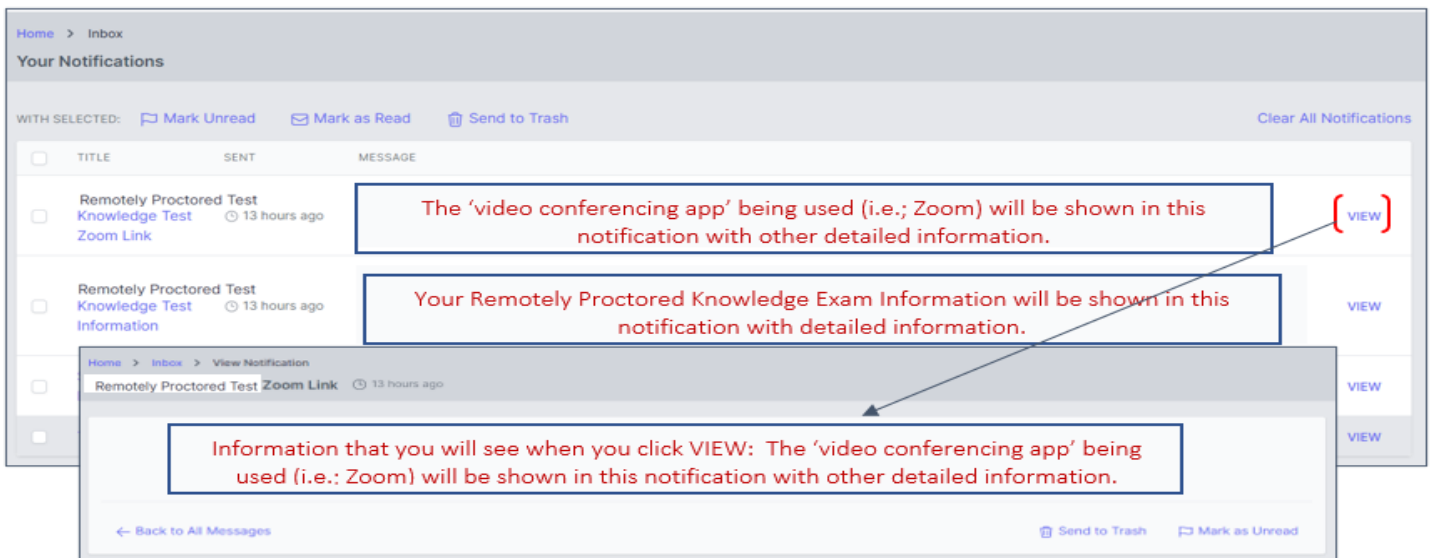 Home > Inbox
Your Notifications
WITH SELECTED: Mark Unread Mark as Read Send to Trash Clear All Notifications
TITLE SENT MESSAGE
Remotely Proctored Test
Knowledge Test 13 hours ago
Zoom Link
The ‘video conferencing app’ being used (i.e.; Zoom) will be shown in this
notification with other detailed information.
VIEW
Remotely Proctored Test
Knowledge Test 13 hours ago
Information
Your Remotely Proctored Knowledge Exam Information will be shown in this
notification with detailed information.
VIEW
VIEW
VIEW
Home > Inbox > View Notification
Remotely Proctored Test Zoom Link 13 hours ago
Information that you will see when you click VIEW: The ‘video conferencing app’ being
used (i.e.; Zoom) will be shown in this notification with other detailed information.
← Back to All Messages Send to Trash Mark as Unread